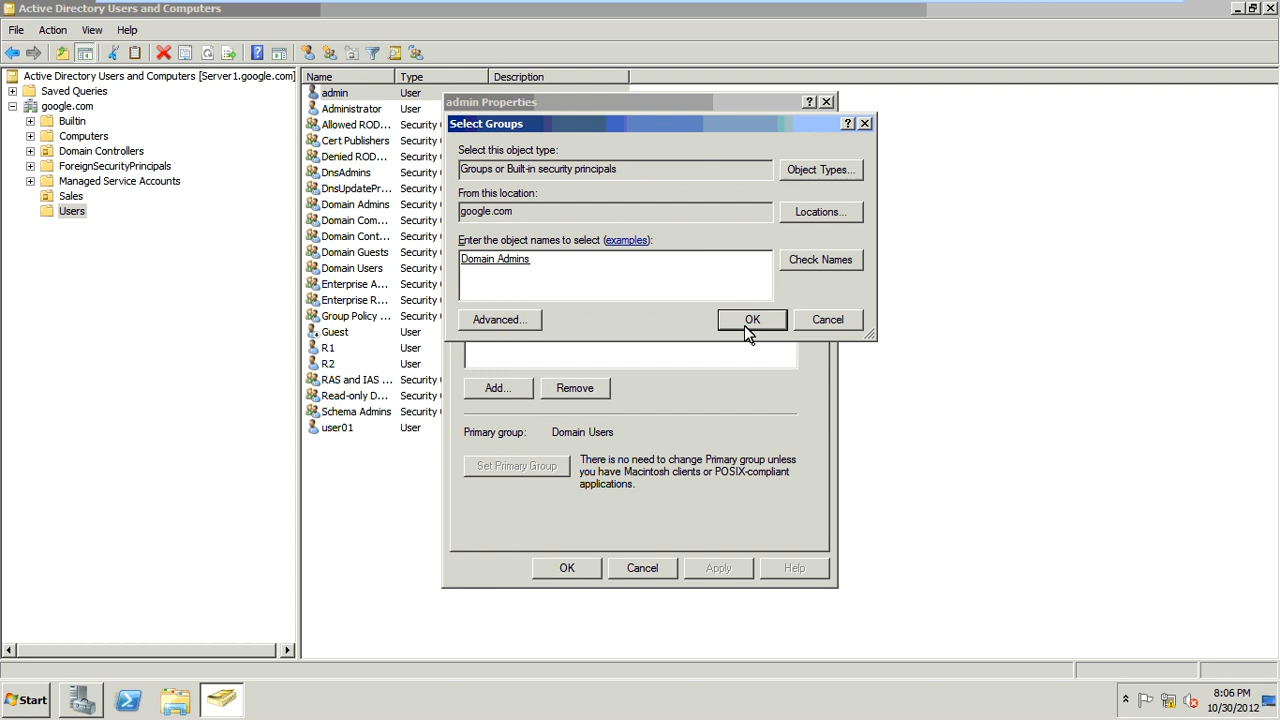 Active Directory Users and Computers
File Action View Help
Active Directory Users and Computers [Server1.google.com]
Saved Queries
google.com
Builtin
Computers
Domain Controllers
ForeignSecurityPrincipals
Managed Service Accounts
Sales
Users
Name Type Description
admin User
Administrator User
Allowed ROD... Security G
Cert Publishers Security G
Denied ROD... Security G
DnsAdmins Security G
DnsUpdatePr... Security G
Domain Admins Security G
Domain Com... Security G
Domain Cont... Security G
Domain Guests Security G
Domain Users Security G
Enterprise A... Security G
Enterprise R... Security G
Group Policy ... Security G
Guest User
R1 User
R2 User
RAS and IAS ... Security G
Read-only D... Security G
Schema Admins Security G
user01 User
admin Properties
Select Groups
Select this object type:
Groups or Built-in security principals
Object Types...
From this location:
google.com
Locations...
Enter the object names to select (examples):
Domain Admins
Check Names
Advanced...
OK
Cancel
Add...
Remove
Primary group: Domain Users
Set Primary Group
There is no need to change Primary group unless
you have Macintosh clients or POSIX-compliant
applications.
OK
Cancel
Apply
Help
Start
8:06 PM
10/30/2012